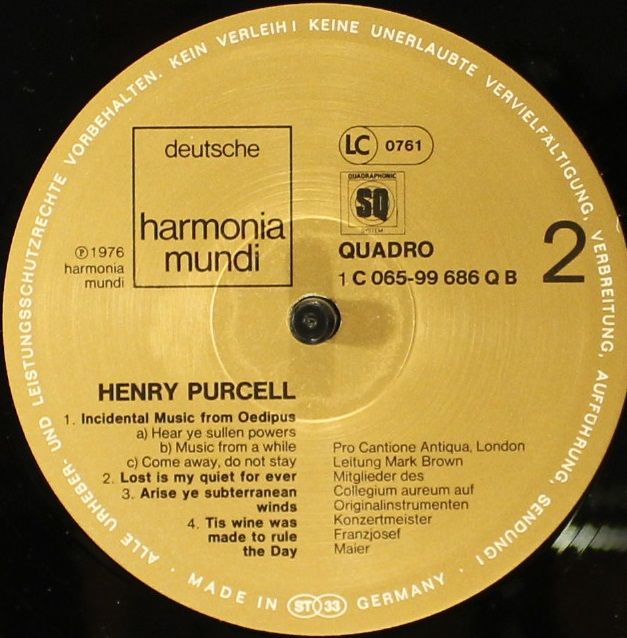 ALLE URHEBER- UND LEISTUNGSSCHUTZRECHTE VORBEHALTEN. KEIN VERLEIH! KEINE UNERLAUBTE VERVIELFÄLTIGUNG, VERBREITUNG, AUFFÜHRUNG, SENDUNG!
deutsche
harmonia
mundi
℗ 1976
harmonia
mundi
LC 0761
QUADRAPHONIC
SQ
SYSTEM
QUADRO
1 C 065-99 686 Q B
2
HENRY PURCELL
1. Incidental Music from Oedipus
a) Hear ye sullen powers
b) Music from a while
c) Come away, do not stay
2. Lost is my quiet for ever
3. Arise ye subterranean
winds
4. Tis wine was
made to rule
the Day
Pro Cantione Antiqua, London
Leitung Mark Brown
Mitglieder des
Collegium aureum auf
Originalinstrumenten
Konzertmeister
Franzjosef
Maier
· MADE IN ST 33 GERMANY ·